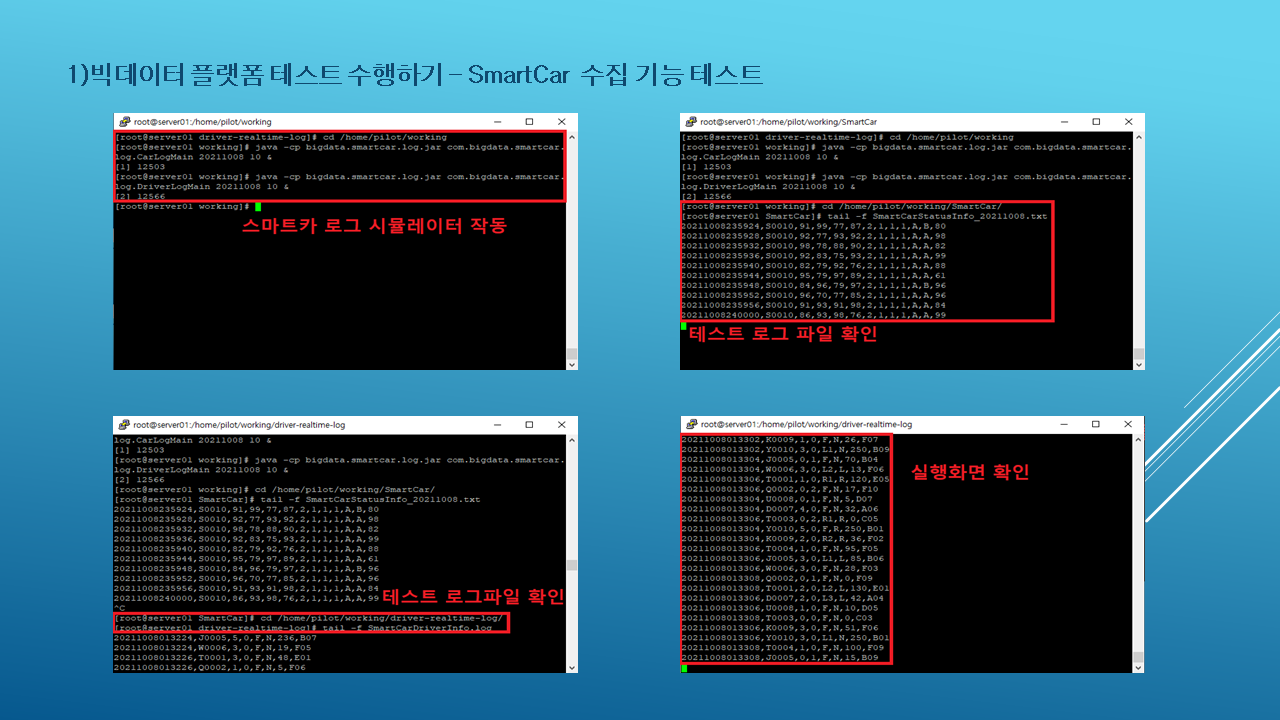 1)빅데이터 플랫폼 테스트 수행하기 – SmartCar 수집 기능 테스트
root@server01:/home/pilot/working
[root@server01 driver-realtime-log]# cd /home/pilot/working
[root@server01 working]# java -cp bigdata.smartcar.log.jar com.bigdata.smartcar.
log.CarLogMain 20211008 10 &
[1] 12503
[root@server01 working]# java -cp bigdata.smartcar.log.jar com.bigdata.smartcar.
log.DriverLogMain 20211008 10 &
[2] 12566
[root@server01 working]#
스마트카 로그 시뮬레이터 작동
root@server01:/home/pilot/working/SmartCar
[root@server01 driver-realtime-log]# cd /home/pilot/working
[root@server01 working]# java -cp bigdata.smartcar.log.jar com.bigdata.smartcar.
log.CarLogMain 20211008 10 &
[1] 12503
[root@server01 working]# java -cp bigdata.smartcar.log.jar com.bigdata.smartcar.
log.DriverLogMain 20211008 10 &
[2] 12566
[root@server01 working]# cd /home/pilot/working/SmartCar/
[root@server01 SmartCar]# tail -f SmartCarStatusInfo_20211008.txt
20211008235924,S0010,91,99,77,87,2,1,1,1,A,B,80
20211008235928,S0010,92,77,93,92,2,1,1,1,A,A,98
20211008235932,S0010,98,78,88,90,2,1,1,1,A,A,82
20211008235936,S0010,92,83,75,93,2,1,1,1,A,A,99
20211008235940,S0010,82,79,92,76,2,1,1,1,A,A,88
20211008235944,S0010,95,79,97,89,2,1,1,1,A,A,61
20211008235948,S0010,84,96,79,97,2,1,1,1,A,B,96
20211008235952,S0010,96,70,77,85,2,1,1,1,A,A,96
20211008235956,S0010,91,93,91,98,2,1,1,1,A,A,84
20211008240000,S0010,86,93,98,76,2,1,1,1,A,A,99
테스트 로그 파일 확인
root@server01:/home/pilot/working/driver-realtime-log
log.CarLogMain 20211008 10 &
[1] 12503
[root@server01 working]# java -cp bigdata.smartcar.log.jar com.bigdata.smartcar.
log.DriverLogMain 20211008 10 &
[2] 12566
[root@server01 working]# cd /home/pilot/working/SmartCar/
[root@server01 SmartCar]# tail -f SmartCarStatusInfo_20211008.txt
20211008235924,S0010,91,99,77,87,2,1,1,1,A,B,80
20211008235928,S0010,92,77,93,92,2,1,1,1,A,A,98
20211008235932,S0010,98,78,88,90,2,1,1,1,A,A,82
20211008235936,S0010,92,83,75,93,2,1,1,1,A,A,99
20211008235940,S0010,82,79,92,76,2,1,1,1,A,A,88
20211008235944,S0010,95,79,97,89,2,1,1,1,A,A,61
20211008235948,S0010,84,96,79,97,2,1,1,1,A,B,96
20211008235952,S0010,96,70,77,85,2,1,1,1,A,A,96
20211008235956,S0010,91,93,91,98,2,1,1,1,A,A,84
20211008240000,S0010,86,93,98,76,2,1,1,1,A,A,99
테스트 로그파일 확인
^C
[root@server01 SmartCar]# cd /home/pilot/working/driver-realtime-log/
[root@server01 driver-realtime-log]# tail -f SmartCarDriverInfo.log
20211008013224,J0005,5,0,F,N,236,B07
20211008013224,W0006,3,0,F,N,19,F05
20211008013226,T0001,3,0,F,N,48,E01
20211008013226,Q0002,1,0,F,N,5,F06
root@server01:/home/pilot/working/driver-realtime-log
20211008013302,K0009,1,0,F,N,26,F07
20211008013302,Y0010,3,0,L1,N,250,B09
20211008013304,J0005,0,1,F,N,70,B04
20211008013304,W0006,3,0,L2,L,13,F06
20211008013306,T0001,1,0,R1,R,120,E05
20211008013306,Q0002,0,2,F,N,17,F10
20211008013304,U0008,0,1,F,N,5,D07
20211008013304,D0007,4,0,F,N,32,A06
20211008013306,T0003,0,2,R1,R,0,C05
20211008013304,Y0010,5,0,F,R,250,B01
20211008013304,K0009,2,0,R2,R,36,F02
20211008013306,T0004,1,0,F,N,95,F05
20211008013306,J0005,3,0,L1,L,85,B06
20211008013306,W0006,3,0,F,N,28,F03
20211008013308,Q0002,0,1,F,N,0,F09
20211008013308,T0001,2,0,L2,L,130,E01
20211008013306,D0007,2,0,L3,L,42,A04
20211008013306,U0008,1,0,F,N,10,D05
20211008013308,T0003,0,0,F,N,0,C03
20211008013306,K0009,3,0,F,N,51,F06
20211008013306,Y0010,3,0,L1,N,250,B01
20211008013308,T0004,1,0,F,N,100,F09
20211008013308,J0005,0,1,F,N,15,B09
실행화면 확인